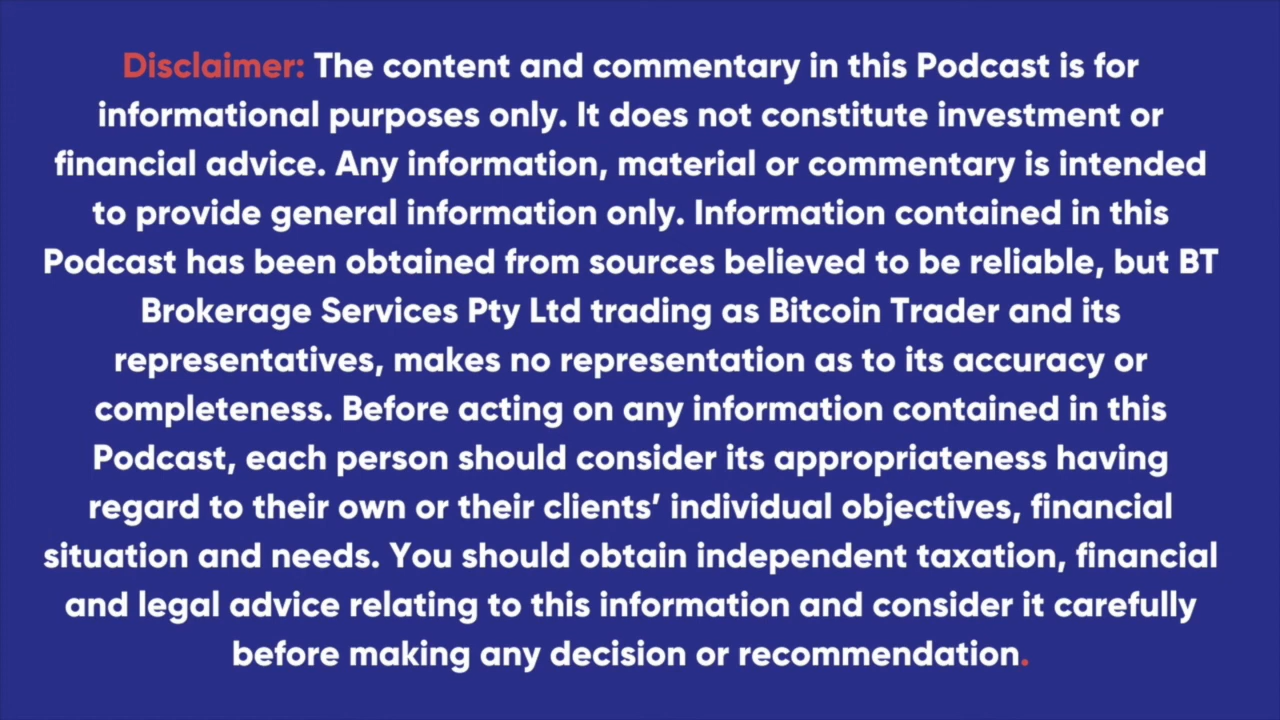 Disclaimer: The content and commentary in this Podcast is for
informational purposes only. It does not constitute investment or
financial advice. Any information, material or commentary is intended
to provide general information only. Information contained in this
Podcast has been obtained from sources believed to be reliable, but BT
Brokerage Services Pty Ltd trading as Bitcoin Trader and its
representatives, makes no representation as to its accuracy or
completeness. Before acting on any information contained in this
Podcast, each person should consider its appropriateness having
regard to their own or their clients’ individual objectives, financial
situation and needs. You should obtain independent taxation, financial
and legal advice relating to this information and consider it carefully
before making any decision or recommendation.